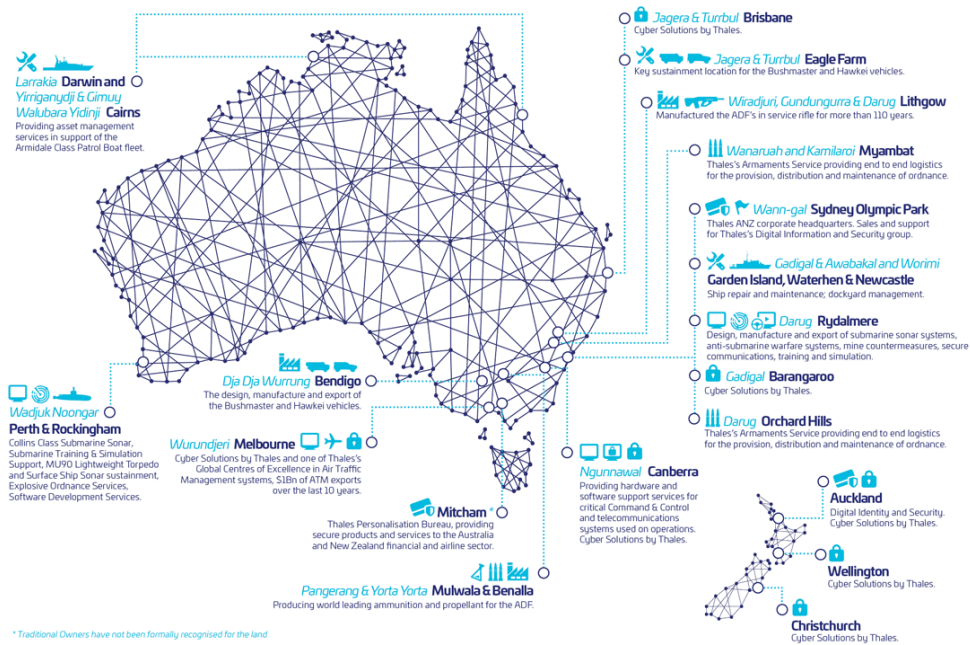 Larrakia Darwin and
Yirriganydji & Gimuy
Walubara Yidinji Cairns
Providing asset management
services in support of the
Armidale Class Patrol Boat fleet.
Jagera & Turrbul Brisbane
Cyber Solutions by Thales.
Jagera & Turrbul Eagle Farm
Key sustainment location for the Bushmaster and Hawkei vehicles.
Wiradjuri, Gundungurra & Darug Lithgow
Manufactured the ADF's in service rifle for more than 110 years.
Wanaruah and Kamilaroi Myambat
Thales's Armaments Service providing end to end logistics
for the provision, distribution and maintenance of ordnance.
Wann-gal Sydney Olympic Park
Thales ANZ corporate headquarters. Sales and support
for Thales's Digital Information and Security group.
Gadigal & Awabakal and Worimi
Garden Island, Waterhen & Newcastle
Ship repair and maintenance; dockyard management.
Darug Rydalmere
Design, manufacture and export of submarine sonar systems,
anti-submarine warfare systems, mine countermeasures, secure
communications, training and simulation.
Gadigal Barangaroo
Cyber Solutions by Thales.
Darug Orchard Hills
Thales's Armaments Service providing end to end logistics
for the provision, distribution and maintenance of ordnance.
Dja Dja Wurrung Bendigo
The design, manufacture and export of
the Bushmaster and Hawkei vehicles.
Wadjuk Noongar
Perth & Rockingham
Collins Class Submarine Sonar,
Submarine Training & Simulation
Support, MU90 Lightweight Torpedo
and Surface Ship Sonar sustainment,
Explosive Ordnance Services,
Software Development Services.
Wurundjeri Melbourne
Cyber Solutions by Thales and one of Thales's
Global Centres of Excellence in Air Traffic
Management systems, $1Bn of ATM exports
over the last 10 years.
Ngunnawal Canberra
Providing hardware and
software support services for
critical Command & Control
and telecommunications
systems used on operations.
Cyber Solutions by Thales.
Mitcham *
Thales Personalisation Bureau, providing
secure products and services to the Australia
and New Zealand financial and airline sector.
Pangerang & Yorta Yorta Mulwala & Benalla
Producing world leading ammunition and propellant for the ADF.
Auckland
Digital Identity and Security.
Cyber Solutions by Thales.
Wellington
Cyber Solutions by Thales.
Christchurch
Cyber Solutions by Thales.
* Traditional Owners have not been formally recognised for the land